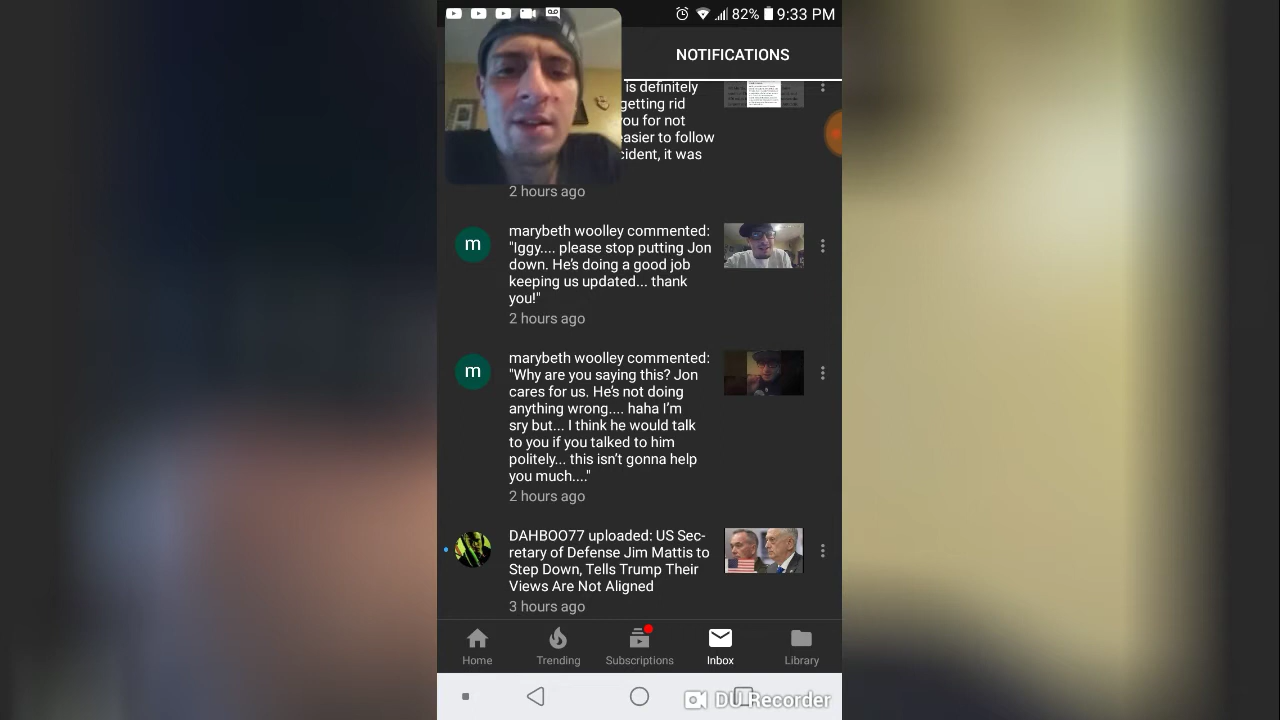 82% 9:33 PM
NOTIFICATIONS
is definitely
getting rid
you for not
easier to follow
cident, it was
2 hours ago
m
marybeth woolley commented:
"Iggy.... please stop putting Jon
down. He's doing a good job
keeping us updated... thank
you!"
2 hours ago
m
marybeth woolley commented:
"Why are you saying this? Jon
cares for us. He's not doing
anything wrong.... haha I'm
sry but... I think he would talk
to you if you talked to him
politely... this isn't gonna help
you much...."
2 hours ago
DAHBOO77 uploaded: US Sec-
retary of Defense Jim Mattis to
Step Down, Tells Trump Their
Views Are Not Aligned
3 hours ago
Home Trending Subscriptions Inbox Library
DU Recorder